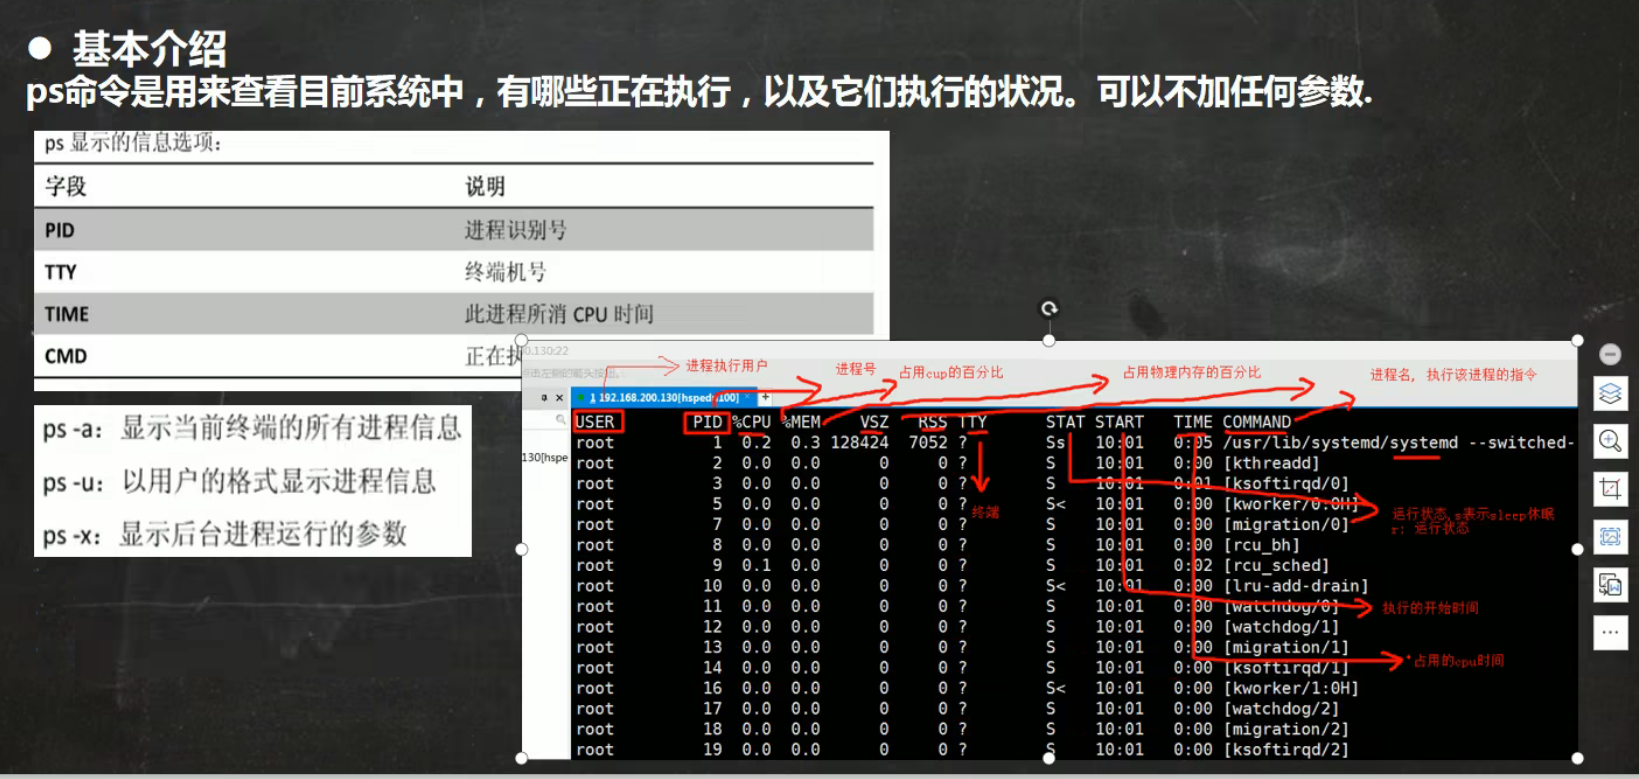 ● 基本介绍
ps命令是用来查看目前系统中，有哪些正在执行，以及它们执行的状况。可以不加任何参数.
ps 显示的信息选项：
字段 说明
PID 进程识别号
TTY 终端机号
TIME 此进程所消 CPU 时间
CMD 正在执
ps -a：显示当前终端的所有进程信息
ps -u：以用户的格式显示进程信息
ps -x：显示后台进程运行的参数
0.130:22
进程执行用户 进程号 占用cup的百分比 占用物理内存的百分比 进程名, 执行该进程的指令
1 192.168.200.130[hspedu100] × +
130[hspe
USER PID %CPU %MEM VSZ RSS TTY STAT START TIME COMMAND
root 1 0.2 0.3 128424 7052 ? Ss 10:01 0:05 /usr/lib/systemd/systemd --switched-
root 2 0.0 0.0 0 0 ? S 10:01 0:00 [kthreadd]
root 3 0.0 0.0 0 0 ? S 10:01 0:01 [ksoftirqd/0]
root 5 0.0 0.0 0 0 ? S< 10:01 0:00 [kworker/0:0H]
root 7 0.0 0.0 0 0 ? S 10:01 0:00 [migration/0]
root 8 0.0 0.0 0 0 ? S 10:01 0:00 [rcu_bh]
root 9 0.1 0.0 0 0 ? S 10:01 0:02 [rcu_sched]
root 10 0.0 0.0 0 0 ? S< 10:01 0:00 [lru-add-drain]
root 11 0.0 0.0 0 0 ? S 10:01 0:00 [watchdog/0]
root 12 0.0 0.0 0 0 ? S 10:01 0:00 [watchdog/1]
root 13 0.0 0.0 0 0 ? S 10:01 0:00 [migration/1]
root 14 0.0 0.0 0 0 ? S 10:01 0:00 [ksoftirqd/1]
root 16 0.0 0.0 0 0 ? S< 10:01 0:00 [kworker/1:0H]
root 17 0.0 0.0 0 0 ? S 10:01 0:00 [watchdog/2]
root 18 0.0 0.0 0 0 ? S 10:01 0:00 [migration/2]
root 19 0.0 0.0 0 0 ? S 10:01 0:00 [ksoftirqd/2]
终端
运行状态,s表示sleep休眠
r: 运行状态
执行的开始时间
占用的cpu时间